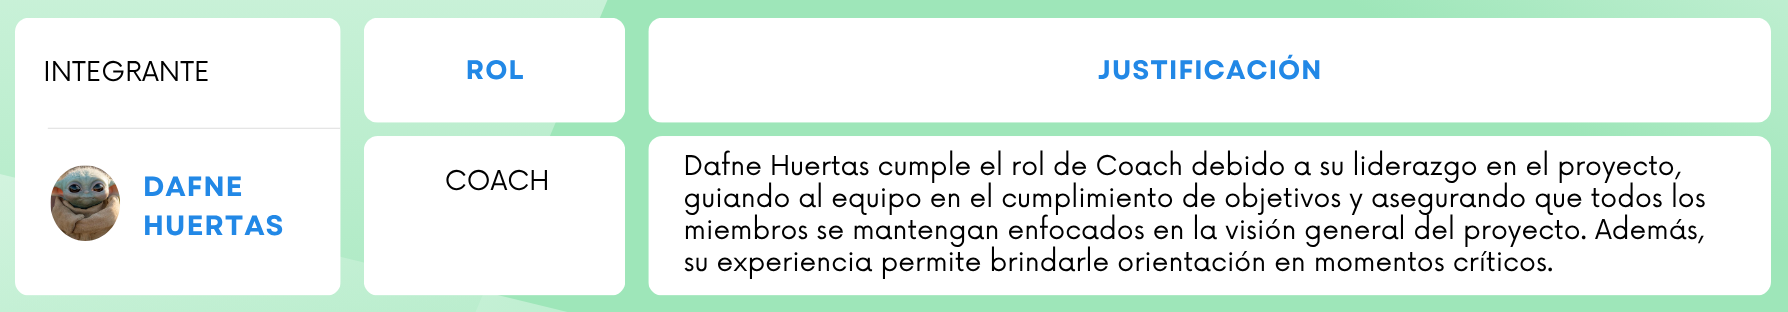 INTEGRANTE
ROL
JUSTIFICACIÓN
DAFNE
HUERTAS
COACH
Dafne Huertas cumple el rol de Coach debido a su liderazgo en el proyecto,
guiando al equipo en el cumplimiento de objetivos y asegurando que todos los
miembros se mantengan enfocados en la visión general del proyecto. Además,
su experiencia permite brindarle orientación en momentos críticos.